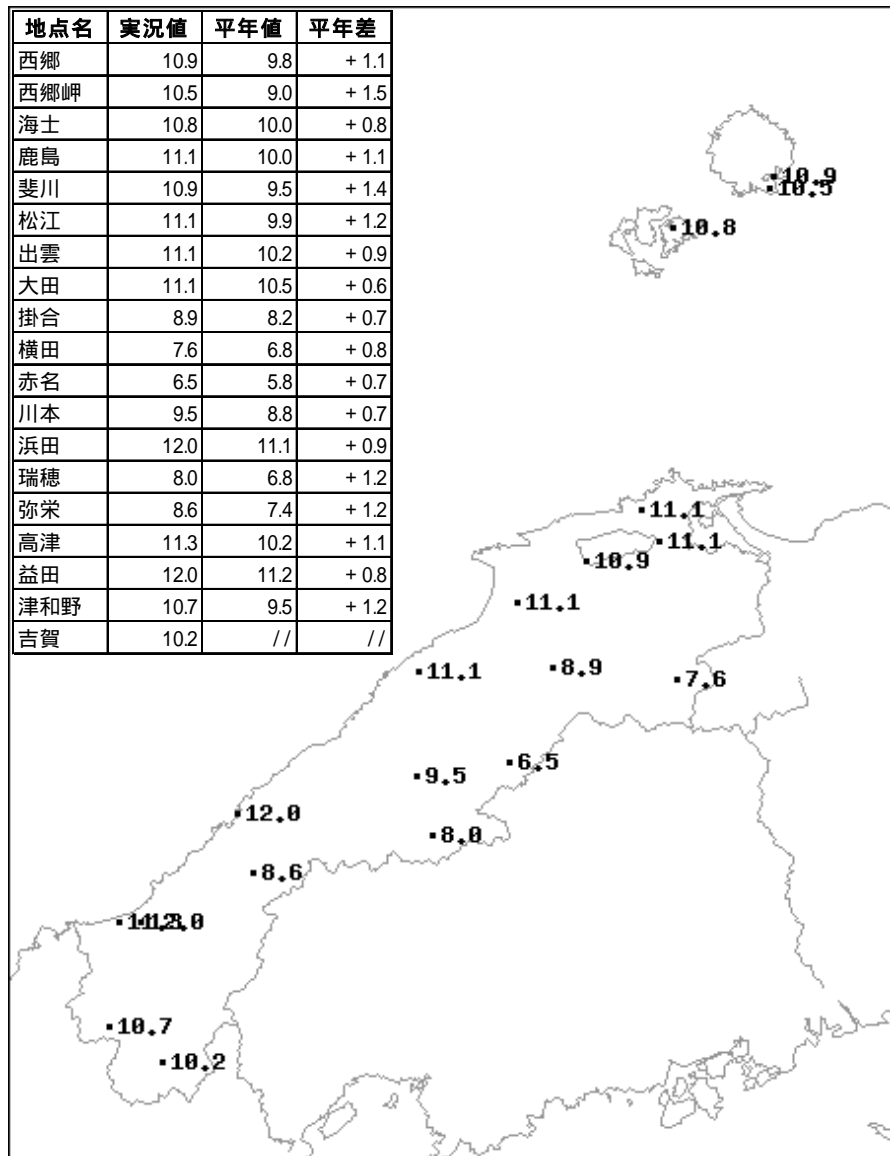 地点名 実況値 平年値 平年差
西郷 10.9 9.8 + 1.1
西郷岬 10.5 9.0 + 1.5
海士 10.8 10.0 + 0.8
鹿島 11.1 10.0 + 1.1
斐川 10.9 9.5 + 1.4
松江 11.1 9.9 + 1.2
出雲 11.1 10.2 + 0.9
大田 11.1 10.5 + 0.6
掛合 8.9 8.2 + 0.7
横田 7.6 6.8 + 0.8
赤名 6.5 5.8 + 0.7
川本 9.5 8.8 + 0.7
浜田 12.0 11.1 + 0.9
瑞穂 8.0 6.8 + 1.2
弥栄 8.6 7.4 + 1.2
高津 11.3 10.2 + 1.1
益田 12.0 11.2 + 0.8
津和野 10.7 9.5 + 1.2
吉賀 10.2 // //
10.9
10.5
10.8
11.1
11.1
10.9
11.1
11.1
8.9
7.6
6.5
9.5
12.0
8.0
8.6
10.7
10.2